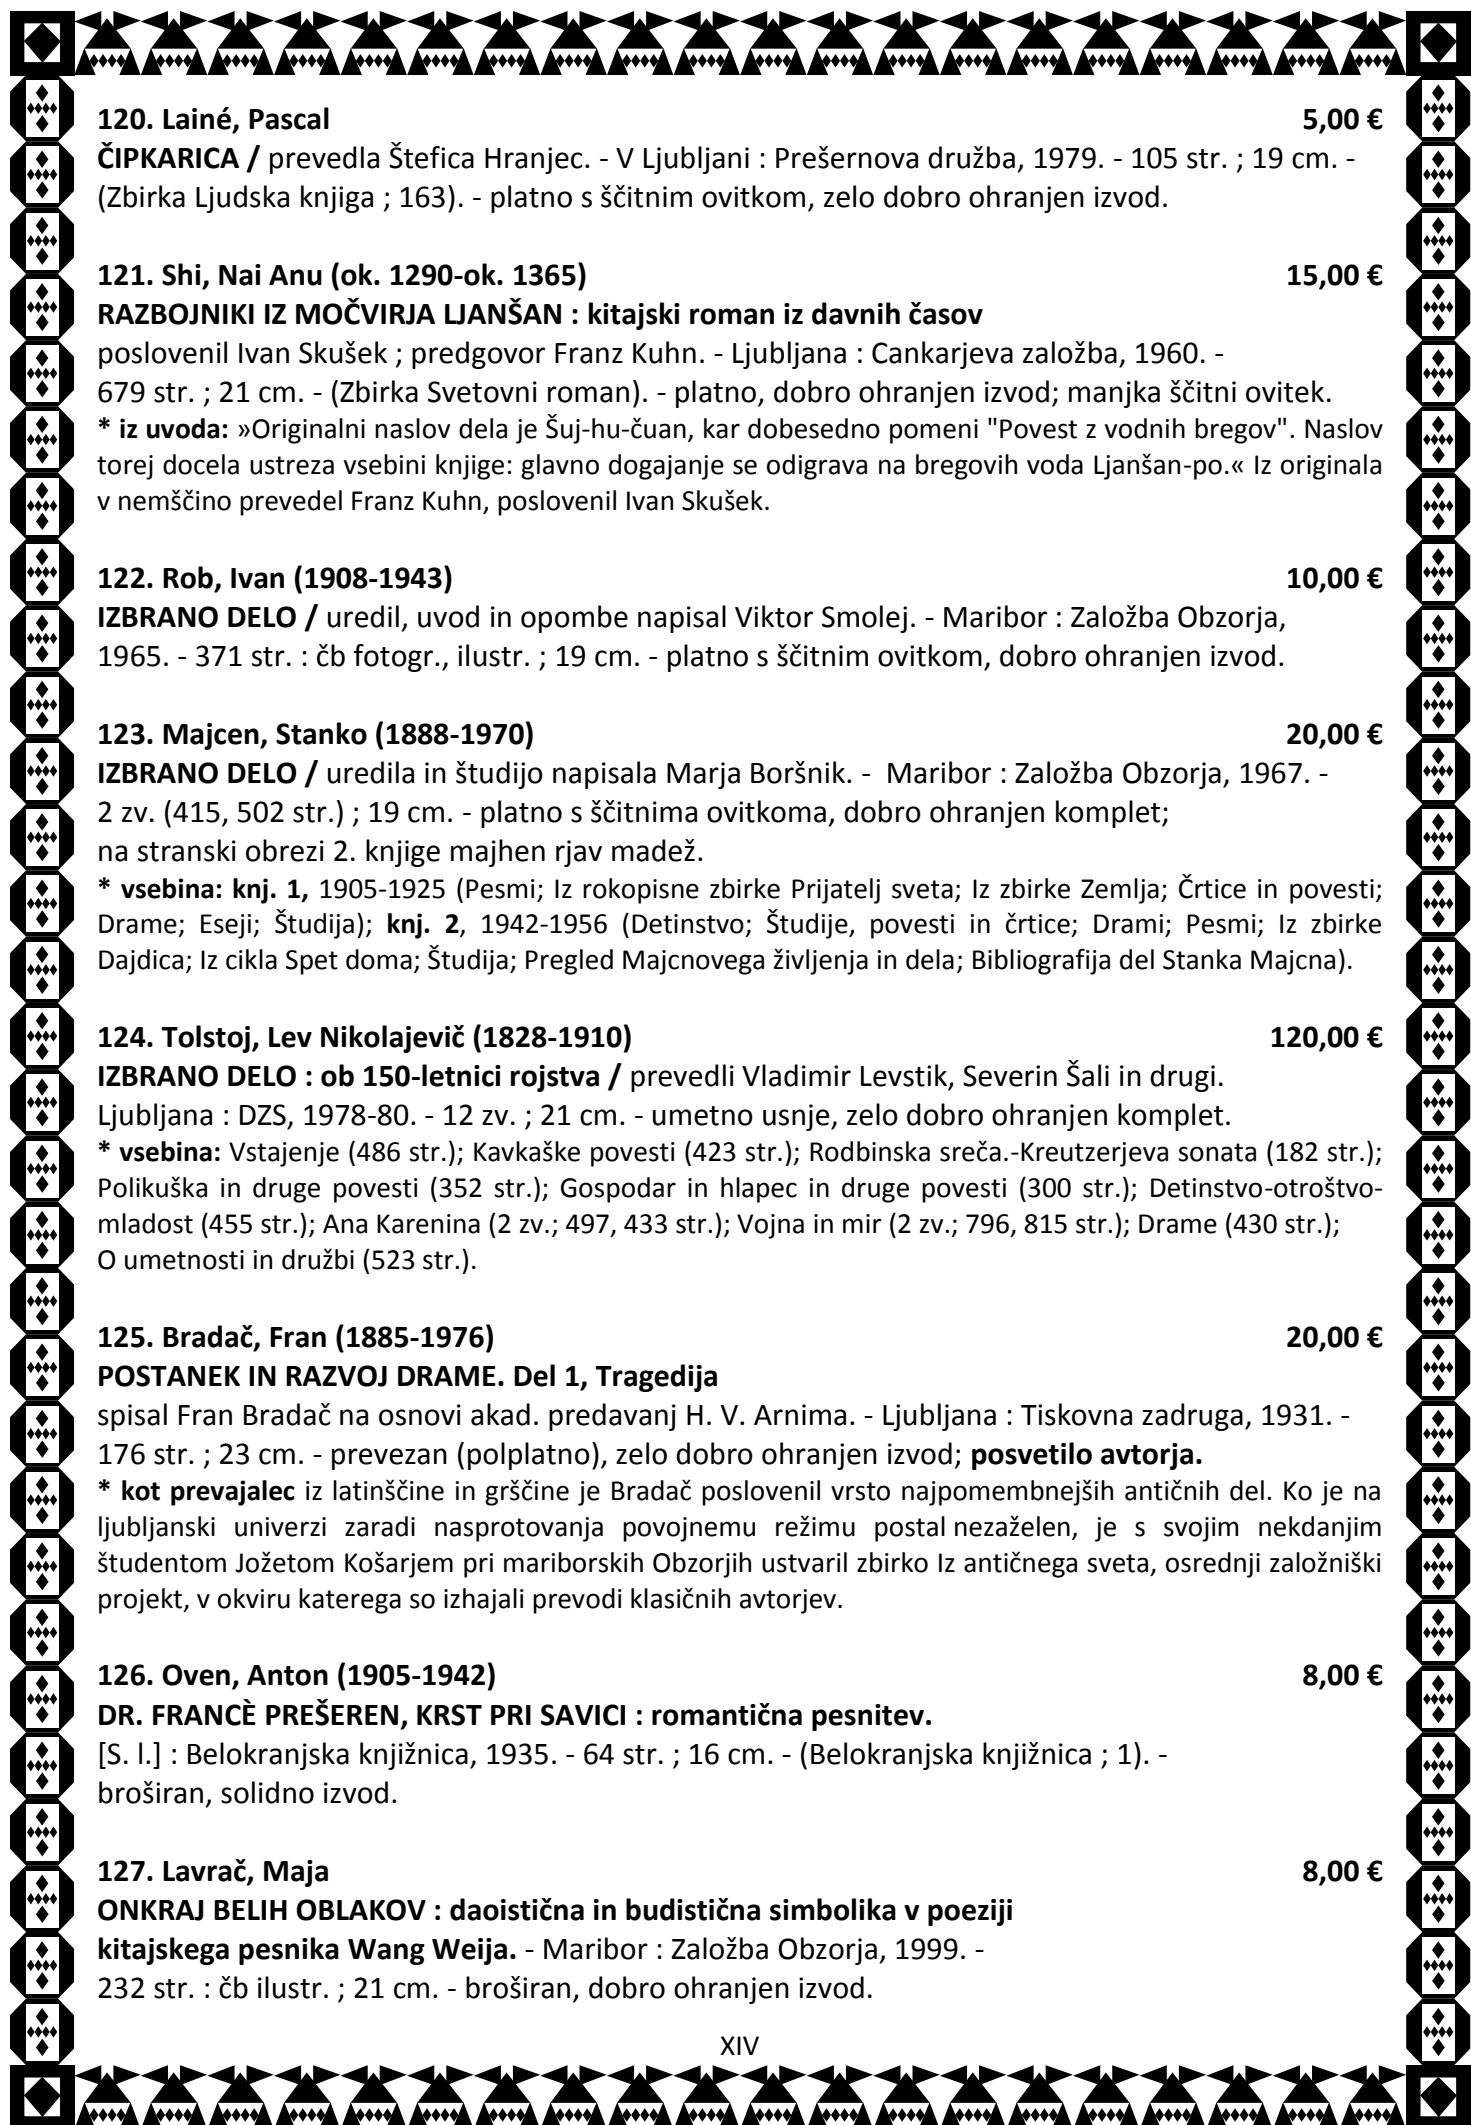 120. Lainé, Pascal 5,00 €
ČIPKARICA / prevedla Štefica Hranjec. - V Ljubljani : Prešernova družba, 1979. - 105 str. ; 19 cm. -
(Zbirka Ljudska knjiga ; 163). - platno s ščitnim ovitkom, zelo dobro ohranjen izvod.
121. Shi, Nai Anu (ok. 1290-ok. 1365) 15,00 €
RAZBOJNIKI IZ MOČVIRJA LJANŠAN : kitajski roman iz davnih časov
poslovenil Ivan Skušek ; predgovor Franz Kuhn. - Ljubljana : Cankarjeva založba, 1960. -
679 str. ; 21 cm. - (Zbirka Svetovni roman). - platno, dobro ohranjen izvod; manjka ščitni ovitek.
* iz uvoda: »Originalni naslov dela je Šuj-hu-čuan, kar dobesedno pomeni "Povest z vodnih bregov". Naslov
torej docela ustreza vsebini knjige: glavno dogajanje se odigrava na bregovih voda Ljanšan-po.« Iz originala
v nemščino prevedel Franz Kuhn, poslovenil Ivan Skušek.
122. Rob, Ivan (1908-1943) 10,00 €
IZBRANO DELO / uredil, uvod in opombe napisal Viktor Smolej. - Maribor : Založba Obzorja,
1965. - 371 str. : čb fotogr., ilustr. ; 19 cm. - platno s ščitnim ovitkom, dobro ohranjen izvod.
123. Majcen, Stanko (1888-1970) 20,00 €
IZBRANO DELO / uredila in študijo napisala Marja Boršnik. - Maribor : Založba Obzorja, 1967. -
2 zv. (415, 502 str.) ; 19 cm. - platno s ščitnima ovitkoma, dobro ohranjen komplet;
na stranski obrezi 2. knjige majhen rjav madež.
* vsebina: knj. 1, 1905-1925 (Pesmi; Iz rokopisne zbirke Prijatelj sveta; Iz zbirke Zemlja; Črtice in povesti;
Drame; Eseji; Študija); knj. 2, 1942-1956 (Detinstvo; Študije, povesti in črtice; Drami; Pesmi; Iz zbirke
Dajdica; Iz cikla Spet doma; Študija; Pregled Majcnovega življenja in dela; Bibliografija del Stanka Majcna).
124. Tolstoj, Lev Nikolajevič (1828-1910) 120,00 €
IZBRANO DELO : ob 150-letnici rojstva / prevedli Vladimir Levstik, Severin Šali in drugi.
Ljubljana : DZS, 1978-80. - 12 zv. ; 21 cm. - umetno usnje, zelo dobro ohranjen komplet.
* vsebina: Vstajenje (486 str.); Kavkaške povesti (423 str.); Rodbinska sreča.-Kreutzerjeva sonata (182 str.);
Polikuška in druge povesti (352 str.); Gospodar in hlapec in druge povesti (300 str.); Detinstvo-otroštvo-
mladost (455 str.); Ana Karenina (2 zv.; 497, 433 str.); Vojna in mir (2 zv.; 796, 815 str.); Drame (430 str.);
O umetnosti in družbi (523 str.).
125. Bradač, Fran (1885-1976) 20,00 €
POSTANEK IN RAZVOJ DRAME. Del 1, Tragedija
spisal Fran Bradač na osnovi akad. predavanj H. V. Arnima. - Ljubljana : Tiskovna zadruga, 1931. -
176 str. ; 23 cm. - prevezan (polplatno), zelo dobro ohranjen izvod; posvetilo avtorja.
* kot prevajalec iz latinščine in grščine je Bradač poslovenil vrsto najpomembnejših antičnih del. Ko je na
ljubljanski univerzi zaradi nasprotovanja povojnemu režimu postal nezaželen, je s svojim nekdanjim
študentom Jožetom Košarjem pri mariborskih Obzorjih ustvaril zbirko Iz antičnega sveta, osrednji založniški
projekt, v okviru katerega so izhajali prevodi klasičnih avtorjev.
126. Oven, Anton (1905-1942) 8,00 €
DR. FRANCÈ PREŠEREN, KRST PRI SAVICI : romantična pesnitev.
[S. l.] : Belokranjska knjižnica, 1935. - 64 str. ; 16 cm. - (Belokranjska knjižnica ; 1). -
broširan, solidno izvod.
127. Lavrač, Maja 8,00 €
ONKRAJ BELIH OBLAKOV : daoistična in budistična simbolika v poeziji
kitajskega pesnika Wang Weija. - Maribor : Založba Obzorja, 1999. -
232 str. : čb ilustr. ; 21 cm. - broširan, dobro ohranjen izvod.
XIV